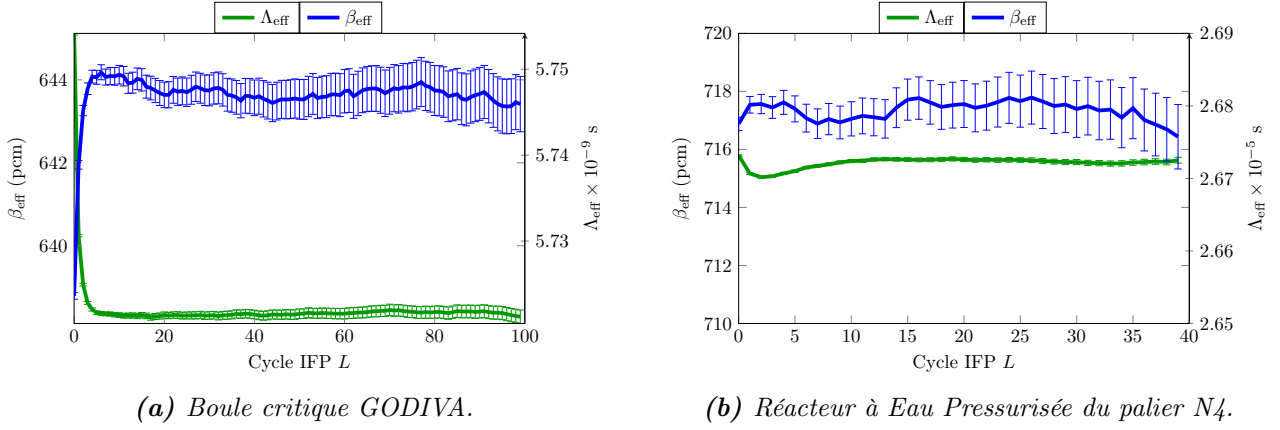 Λeff βeff
644
642
640
βeff (pcm)
5.75
5.74
5.73
Λeff × 10−9 s
0 20 40 60 80 100
Cycle IFP L
(a) Boule critique GODIVA.
Λeff βeff
720
718
716
714
712
710
βeff (pcm)
2.69
2.68
2.67
2.66
2.65
Λeff × 10−5 s
0 5 10 15 20 25 30 35 40
Cycle IFP L
(b) Réacteur à Eau Pressurisée du palier N4.